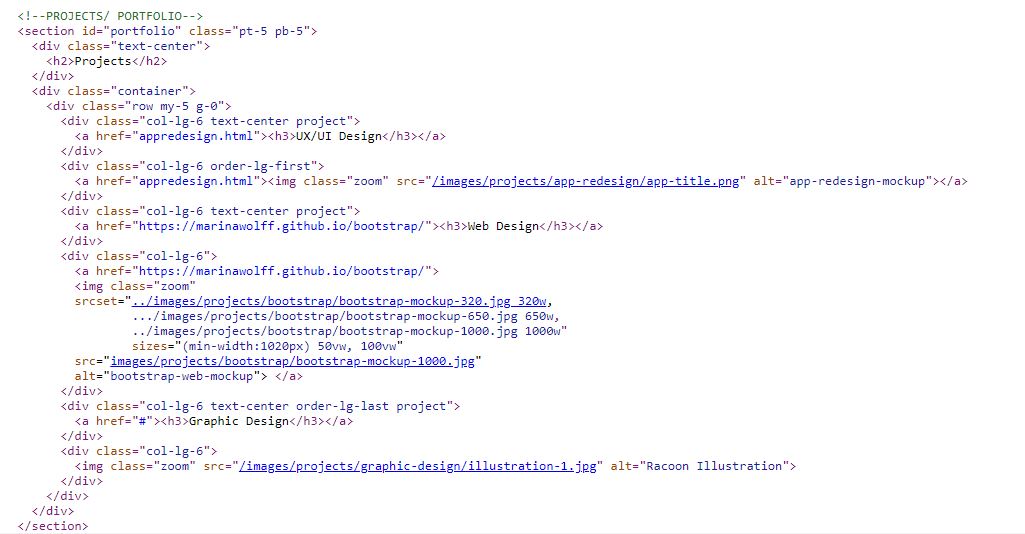 <!--PROJECTS/ PORTFOLIO-->
<section id="portfolio" class="pt-5 pb-5">
<div class="text-center">
<h2>Projects</h2>
</div>
<div class="container">
<div class="row my-5 g-0">
<div class="col-lg-6 text-center project">
<a href="appredesign.html"><h3>UX/UI Design</h3></a>
</div>
<div class="col-lg-6 order-lg-first">
<a href="appredesign.html"><img class="zoom" src="/images/projects/app-redesign/app-title.png" alt="app-redesign-mockup"></a>
</div>
<div class="col-lg-6 text-center project">
<a href="https://marinawolff.github.io/bootstrap/"><h3>Web Design</h3></a>
</div>
<div class="col-lg-6">
<a href="https://marinawolff.github.io/bootstrap/">
<img class="zoom"
srcset="../images/projects/bootstrap/bootstrap-mockup-320.jpg 320w,
.../images/projects/bootstrap/bootstrap-mockup-650.jpg 650w,
../images/projects/bootstrap/bootstrap-mockup-1000.jpg 1000w"
sizes="(min-width:1020px) 50vw, 100vw"
src="images/projects/bootstrap/bootstrap-mockup-1000.jpg"
alt="bootstrap-web-mockup"> </a>
</div>
<div class="col-lg-6 text-center order-lg-last project">
<a href="#"><h3>Graphic Design</h3></a>
</div>
<div class="col-lg-6">
<img class="zoom" src="/images/projects/graphic-design/illustration-1.jpg" alt="Racoon Illustration">
</div>
</div>
</div>
</section>